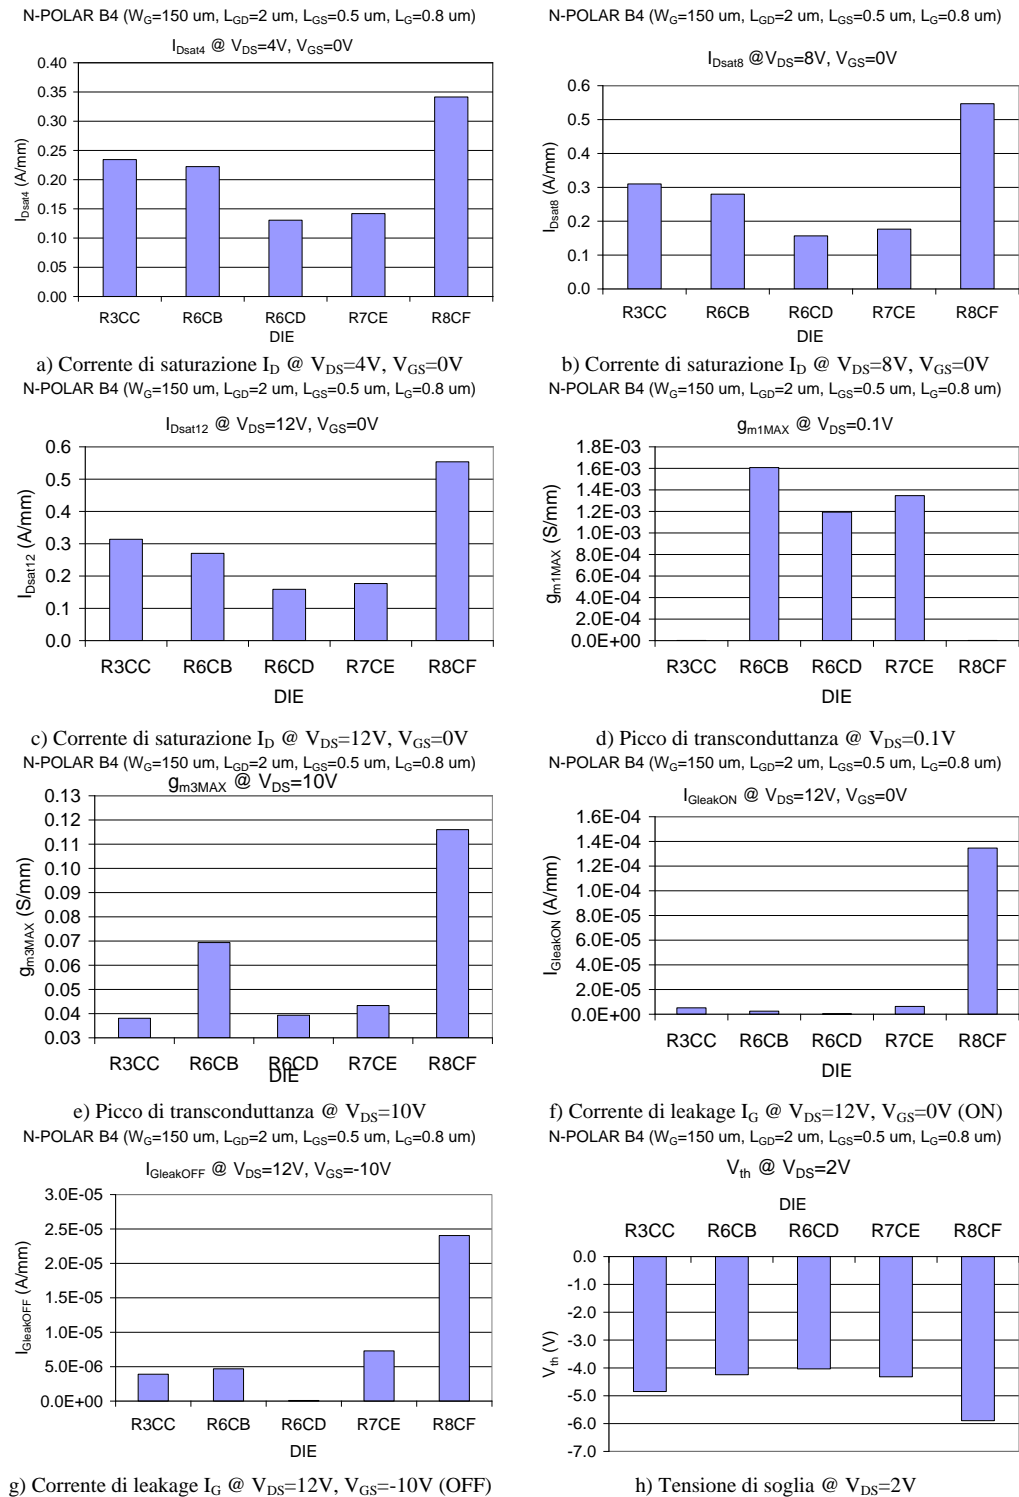 N-POLAR B4 (WG=150 um, LGD=2 um, LGS=0.5 um, LG=0.8 um)
IDsat4 @ VDS=4V, VGS=0V
0.40
0.35
0.30
0.25
0.20
0.15
0.10
0.05
0.00
IDsat4 (A/mm)
R3CC R6CB R6CD R7CE R8CF
DIE
a) Corrente di saturazione ID @ VDS=4V, VGS=0V
N-POLAR B4 (WG=150 um, LGD=2 um, LGS=0.5 um, LG=0.8 um)
IDsat8 @VDS=8V, VGS=0V
0.6
0.5
0.4
0.3
0.2
0.1
0.0
IDsat8 (A/mm)
R3CC R6CB R6CD R7CE R8CF
DIE
b) Corrente di saturazione ID @ VDS=8V, VGS=0V
N-POLAR B4 (WG=150 um, LGD=2 um, LGS=0.5 um, LG=0.8 um)
IDsat12 @ VDS=12V, VGS=0V
0.6
0.5
0.4
0.3
0.2
0.1
0.0
IDsat12 (A/mm)
R3CC R6CB R6CD R7CE R8CF
DIE
c) Corrente di saturazione ID @ VDS=12V, VGS=0V
N-POLAR B4 (WG=150 um, LGD=2 um, LGS=0.5 um, LG=0.8 um)
gm1MAX @ VDS=0.1V
1.8E-03
1.6E-03
1.4E-03
1.2E-03
1.0E-03
8.0E-04
6.0E-04
4.0E-04
2.0E-04
0.0E+00
gm1MAX (S/mm)
R3CC R6CB R6CD R7CE R8CF
DIE
d) Picco di transconduttanza @ VDS=0.1V
N-POLAR B4 (WG=150 um, LGD=2 um, LGS=0.5 um, LG=0.8 um)
gm3MAX @ VDS=10V
0.13
0.12
0.11
0.10
0.09
0.08
0.07
0.06
0.05
0.04
0.03
gm3MAX (S/mm)
R3CC R6CB R6CD R7CE R8CF
DIE
e) Picco di transconduttanza @ VDS=10V
N-POLAR B4 (WG=150 um, LGD=2 um, LGS=0.5 um, LG=0.8 um)
IGleakON @ VDS=12V, VGS=0V
1.6E-04
1.4E-04
1.2E-04
1.0E-04
8.0E-05
6.0E-05
4.0E-05
2.0E-05
0.0E+00
IGleakON (A/mm)
R3CC R6CB R6CD R7CE R8CF
DIE
f) Corrente di leakage IG @ VDS=12V, VGS=0V (ON)
IGleakOFF @ VDS=12V, VGS=-10V
3.0E-05
2.5E-05
2.0E-05
1.5E-05
1.0E-05
5.0E-06
0.0E+00
IGleakOFF (A/mm)
R3CC R6CB R6CD R7CE R8CF
DIE
g) Corrente di leakage IG @ VDS=12V, VGS=-10V (OFF)
N-POLAR B4 (WG=150 um, LGD=2 um, LGS=0.5 um, LG=0.8 um)
Vth @ VDS=2V
DIE
R3CC R6CB R6CD R7CE R8CF
0.0
-1.0
-2.0
-3.0
-4.0
-5.0
-6.0
-7.0
Vth (V)
h) Tensione di soglia @ VDS=2V